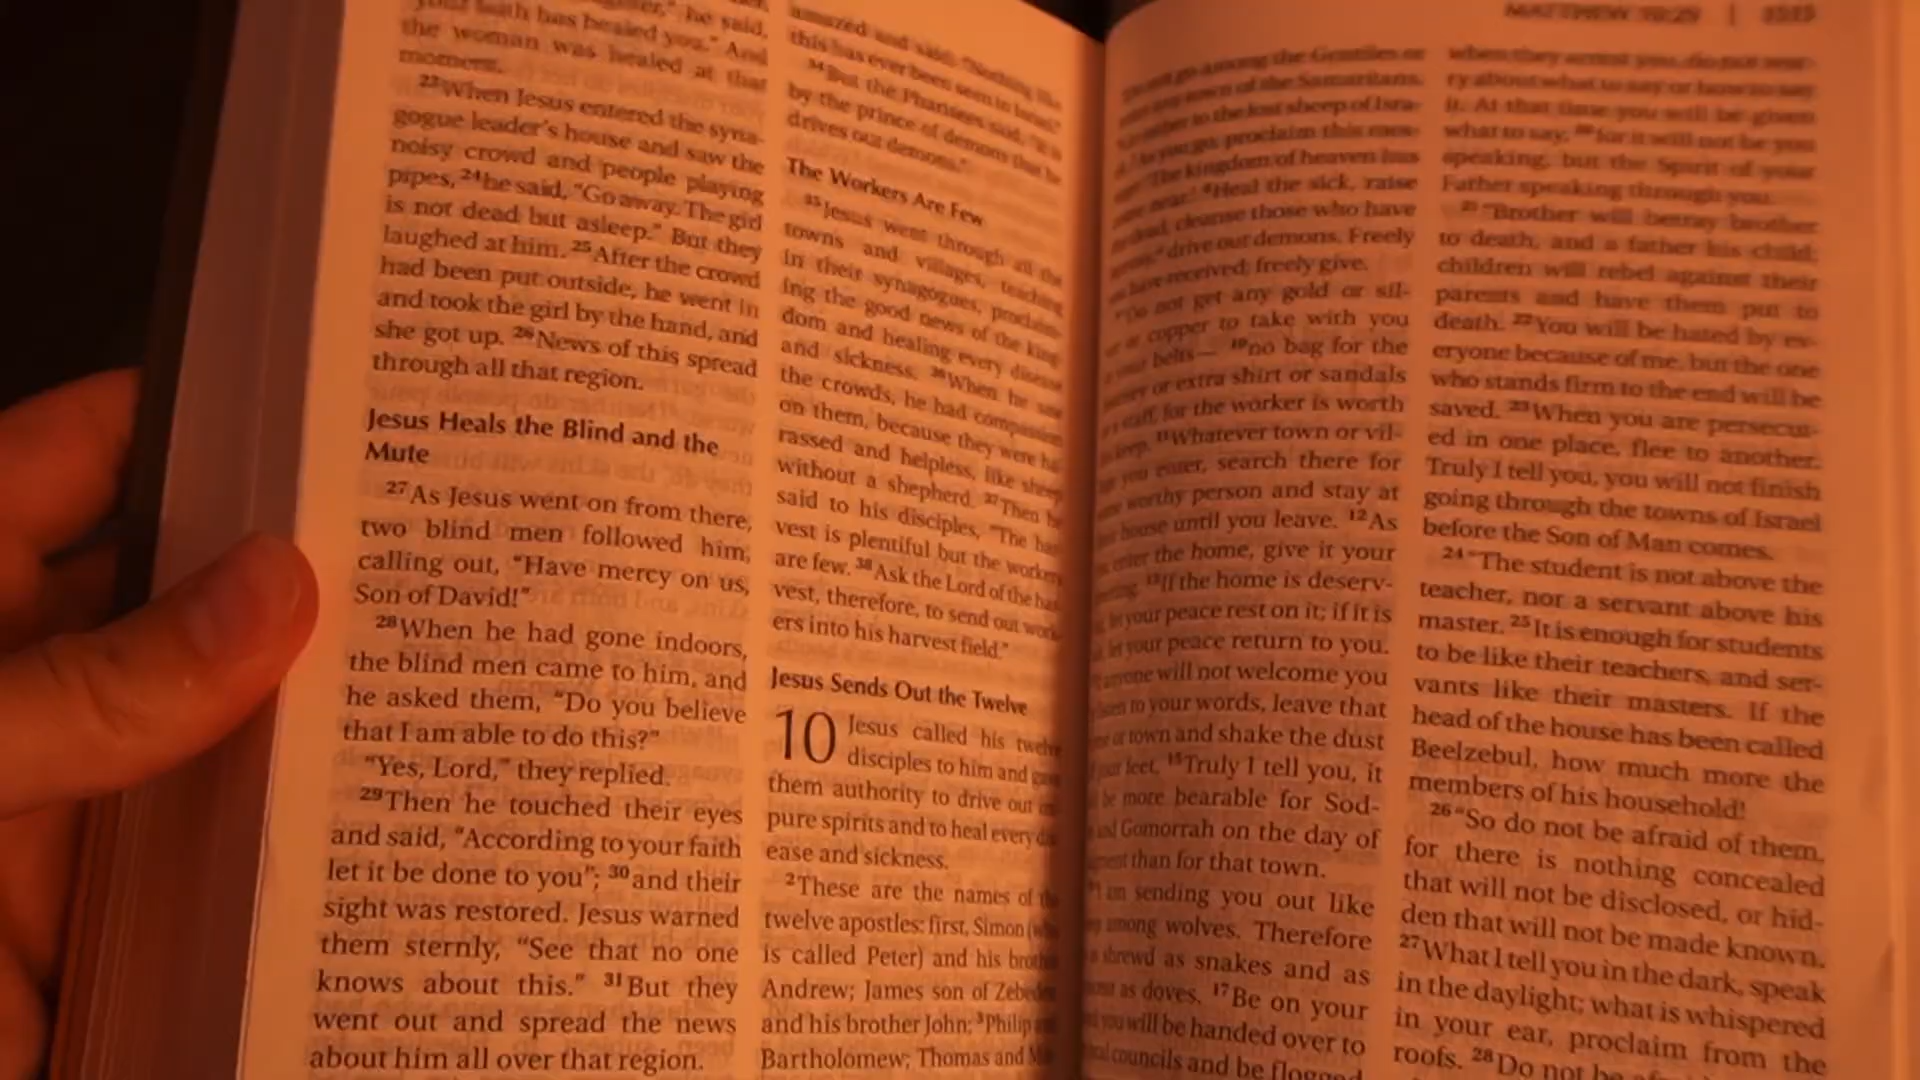 he said,
your faith has healed you." And
the woman was healed at that
moment.
23When Jesus entered the syna-
gogue leader's house and saw the
noisy crowd and people playing
pipes, 24he said, "Go away. The girl
is not dead but asleep." But they
laughed at him. 25After the crowd
had been put outside, he went in
and took the girl by the hand, and
she got up. 26News of this spread
through all that region.
Jesus Heals the Blind and the
Mute
27As Jesus went on from there,
two blind men followed him,
calling out, "Have mercy on us,
Son of David!"
28When he had gone indoors,
the blind men came to him, and
he asked them, "Do you believe
that I am able to do this?"
"Yes, Lord," they replied.
29Then he touched their eyes
and said, "According to your faith
let it be done to you"; 30and their
sight was restored. Jesus warned
them sternly, "See that no one
knows about this." 31But they
went out and spread the news
about him all over that region.
amazed and said, "Nothing like
this has ever been seen in Israel."
34But the Pharisees said, "It is
by the prince of demons that he
drives out demons."
The Workers Are Few
35Jesus went through all the
towns and villages, teaching
in their synagogues, proclaim-
ing the good news of the king-
dom and healing every disease
and sickness. 36When he saw
the crowds, he had compassion
on them, because they were ha-
rassed and helpless, like sheep
without a shepherd. 37Then he
said to his disciples, "The har-
vest is plentiful but the workers
are few. 38Ask the Lord of the har-
vest, therefore, to send out work-
ers into his harvest field."
Jesus Sends Out the Twelve
10 Jesus called his twelve
disciples to him and gave
them authority to drive out im-
pure spirits and to heal every dis-
ease and sickness.
2These are the names of the
twelve apostles: first, Simon (who
is called Peter) and his brother
Andrew; James son of Zebedee
and his brother John; 3Philip and
Bartholomew; Thomas and
MATTHEW 10:29
go among the Gentiles or
any town of the Samaritans.
to the lost sheep of Isra-
you go, proclaim this mes-
'The kingdom of heaven has
near.' 8Heal the sick, raise
dead, cleanse those who have
drive out demons. Freely
have received; freely give.
not get any gold or sil-
or copper to take with you
your belts— 10no bag for the
or extra shirt or sandals
staff, for the worker is worth
keep. 11Whatever town or vil-
you enter, search there for
worthy person and stay at
house until you leave. 12As
enter the home, give it your
13If the home is deserv-
let your peace rest on it; if it is
let your peace return to you.
anyone will not welcome you
listen to your words, leave that
or town and shake the dust
your feet. 15Truly I tell you, it
be more bearable for Sod-
and Gomorrah on the day of
than for that town.
am sending you out like
among wolves. Therefore
shrewd as snakes and as
as doves. 17Be on your
you will be handed over to
councils and be flogged
when they arrest you, do not wor-
ry about what to say or how to say
it. At that time you will be given
what to say, 20for it will not be you
speaking, but the Spirit of your
Father speaking through you.
21"Brother will betray brother
to death, and a father his child;
children will rebel against their
parents and have them put to
death. 22You will be hated by ev-
eryone because of me, but the one
who stands firm to the end will be
saved. 23When you are persecut-
ed in one place, flee to another.
Truly I tell you, you will not finish
going through the towns of Israel
before the Son of Man comes.
24"The student is not above the
teacher, nor a servant above his
master. 25It is enough for students
to be like their teachers, and ser-
vants like their masters. If the
head of the house has been called
Beelzebul, how much more the
members of his household!
26"So do not be afraid of them,
for there is nothing concealed
that will not be disclosed, or hid-
den that will not be made known.
27What I tell you in the dark, speak
in the daylight; what is whispered
in your ear, proclaim from the
roofs. 28Do not be